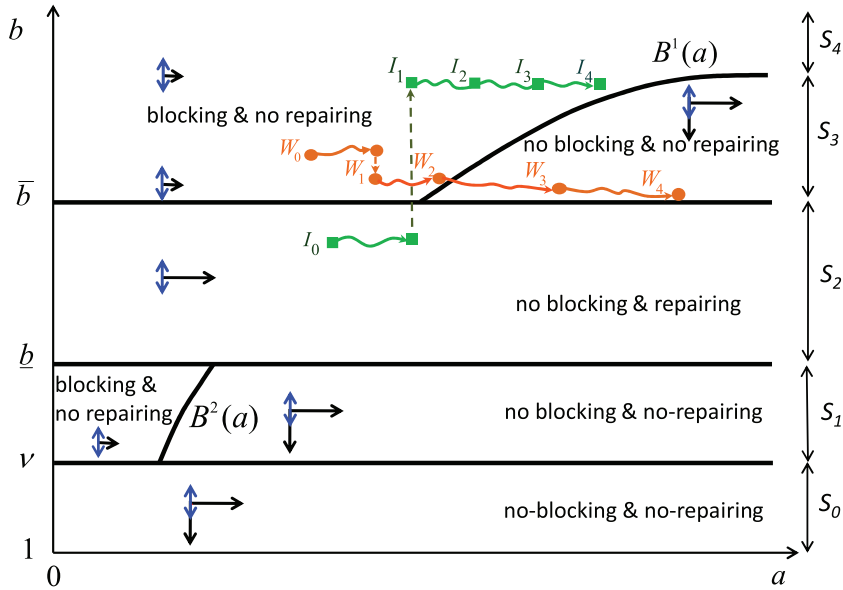 b
I₁
I₂
I₃
I₄
B¹(a)
S₄
blocking & no repairing
no blocking & no repairing
S₃
W₀
W₁
W₂
W₃
W₄
b̅
I₀
S₂
no blocking & repairing
b̲
blocking &
no repairing
B²(a)
no blocking & no-repairing
S₁
ν
no-blocking & no-repairing
S₀
1
0
a